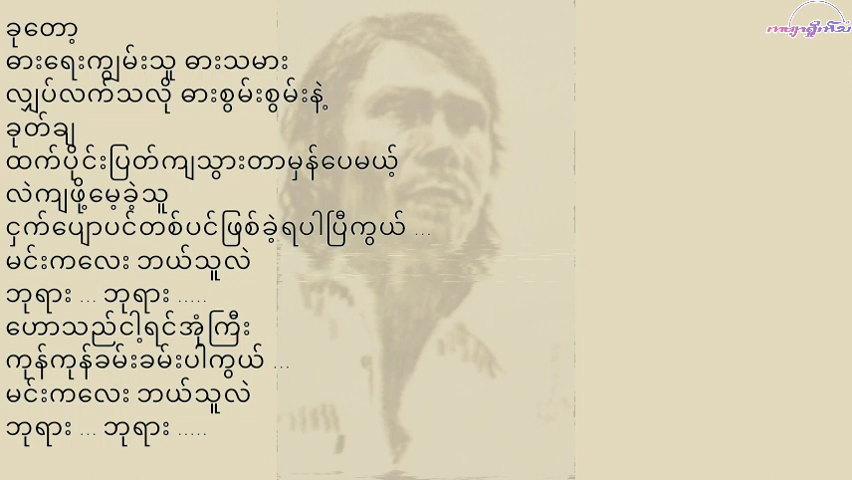 ခုတော့
ဓားရေးကျွမ်းသူ ဓားသမား
လျှပ်လက်သလို ဓားစွမ်းစွမ်းနဲ့
ခုတ်ချ
ထက်ပိုင်းပြတ်ကျသွားတာမှန်ပေမယ့်
လဲကျဖို့မေ့ခဲ့သူ
ငှက်ပျောပင်တစ်ပင်ဖြစ်ခဲ့ရပါပြီကွယ် ...
မင်းကလေး ဘယ်သူလဲ
ဘုရား ... ဘုရား .....
ဟောသည်ငါ့ရင်အုံကြီး
ကုန်ကုန်ခမ်းခမ်းပါကွယ် ...
မင်းကလေး ဘယ်သူလဲ
ဘုရား ... ဘုရား .....